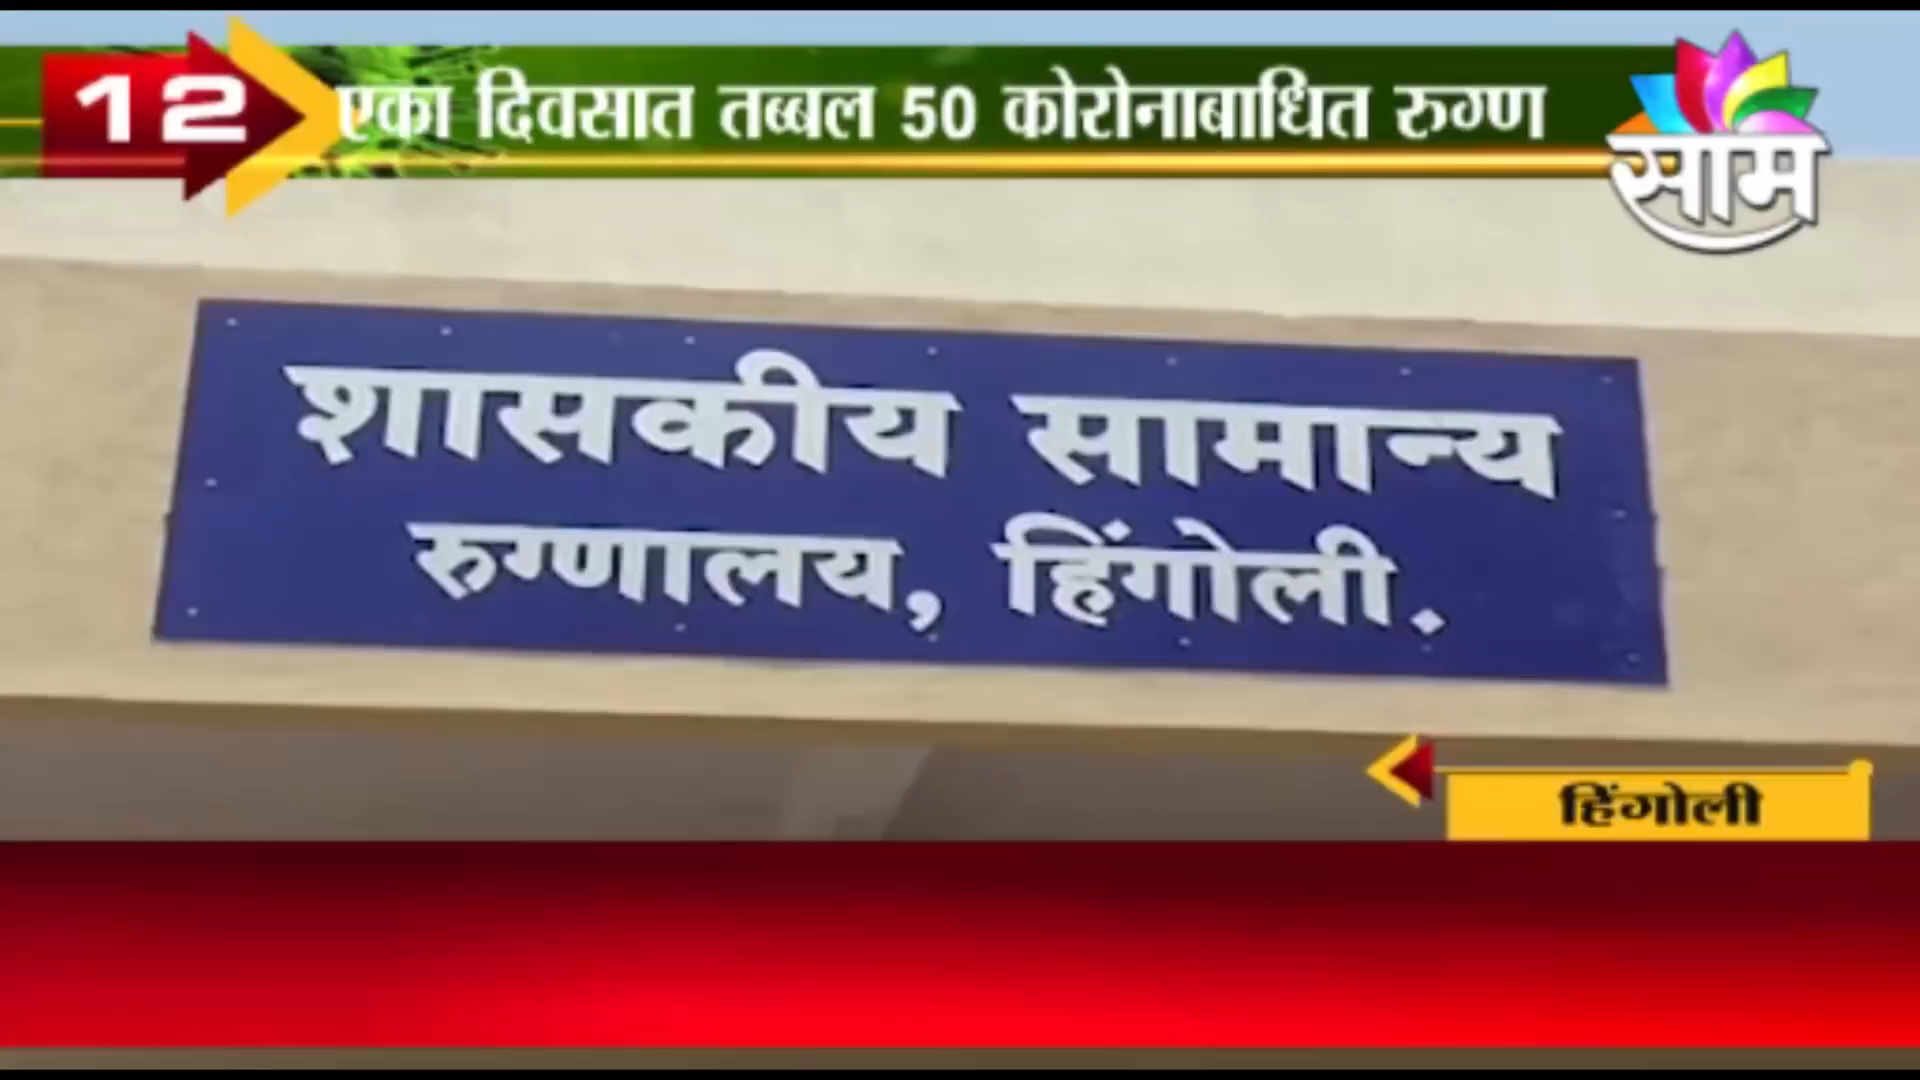 12
एका दिवसात तब्बल 50 कोरोनाबाधित रुग्ण
साम
शासकीय सामान्य
रुग्णालय, हिंगोली.
हिंगोली